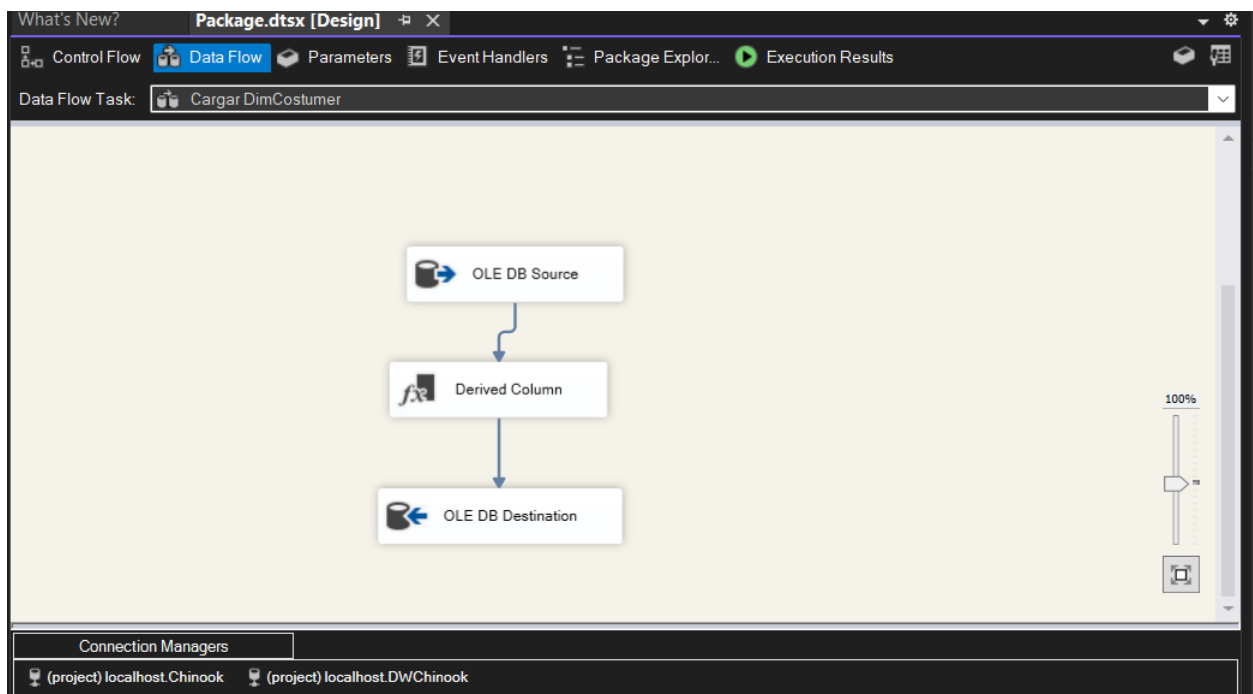 What's New? Package.dtsx [Design]
Control Flow Data Flow Parameters Event Handlers Package Explor... Execution Results
Data Flow Task: Cargar DimCostumer
OLE DB Source
fx Derived Column
100%
OLE DB Destination
Connection Managers
(project) localhost.Chinook (project) localhost.DWChinook